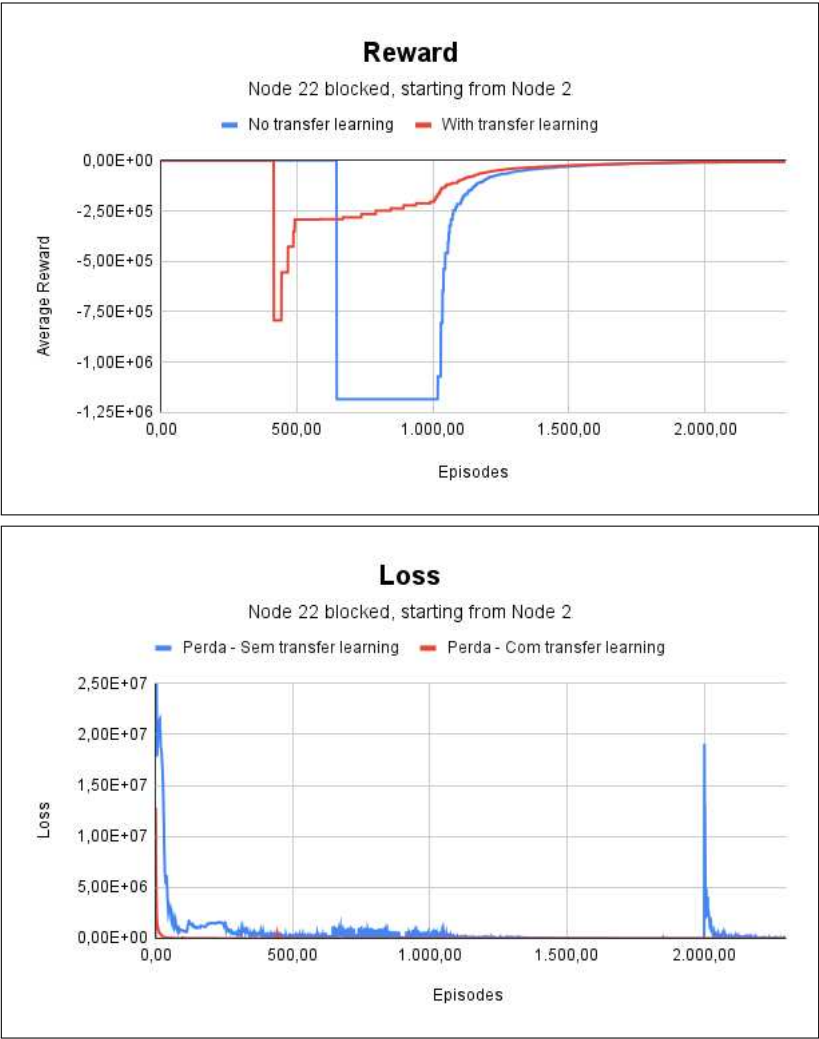 Reward
Node 22 blocked, starting from Node 2
No transfer learning With transfer learning
0,00E+00
-2,50E+05
-5,00E+05
-7,50E+05
-1,00E+06
-1,25E+06
Average Reward
0,00 500,00 1.000,00 1.500,00 2.000,00
Episodes
Loss
Node 22 blocked, starting from Node 2
Perda - Sem transfer learning Perda - Com transfer learning
2,50E+07
2,00E+07
1,50E+07
1,00E+07
5,00E+06
0,00E+00
Loss
0,00 500,00 1.000,00 1.500,00 2.000,00
Episodes